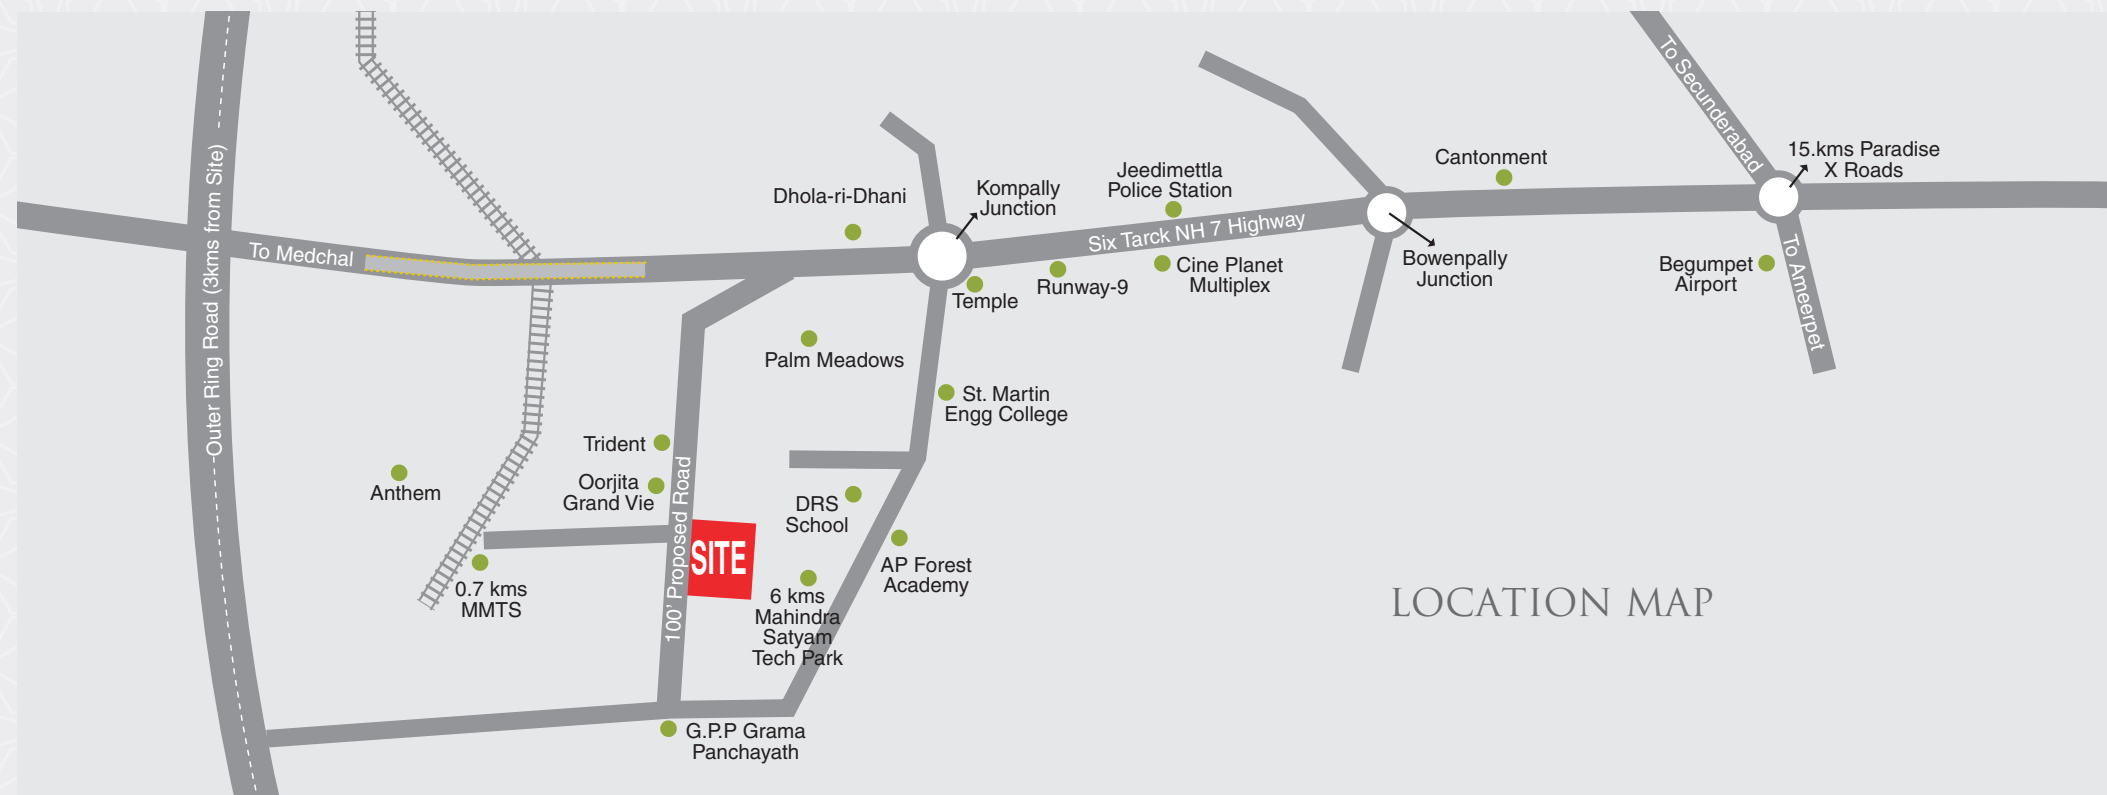 To Secunderabad
15.kms Paradise
X Roads
Cantonment
Jeedimettla
Police Station
Kompally
Junction
Dhola-ri-Dhani
Outer Ring Road (3kms from Site)
To Medchal
Six Tarck NH 7 Highway
Bowenpally
Junction
Begumpet
Airport
To Ameerpet
Cine Planet
Multiplex
Runway-9
Temple
Palm Meadows
St. Martin
Engg College
Trident
Oorjita
Grand Vie
Anthem
100' Proposed Road
DRS
School
SITE
AP Forest
Academy
0.7 kms
MMTS
6 kms
Mahindra
Satyam
Tech Park
LOCATION MAP
G.P.P Grama
Panchayath